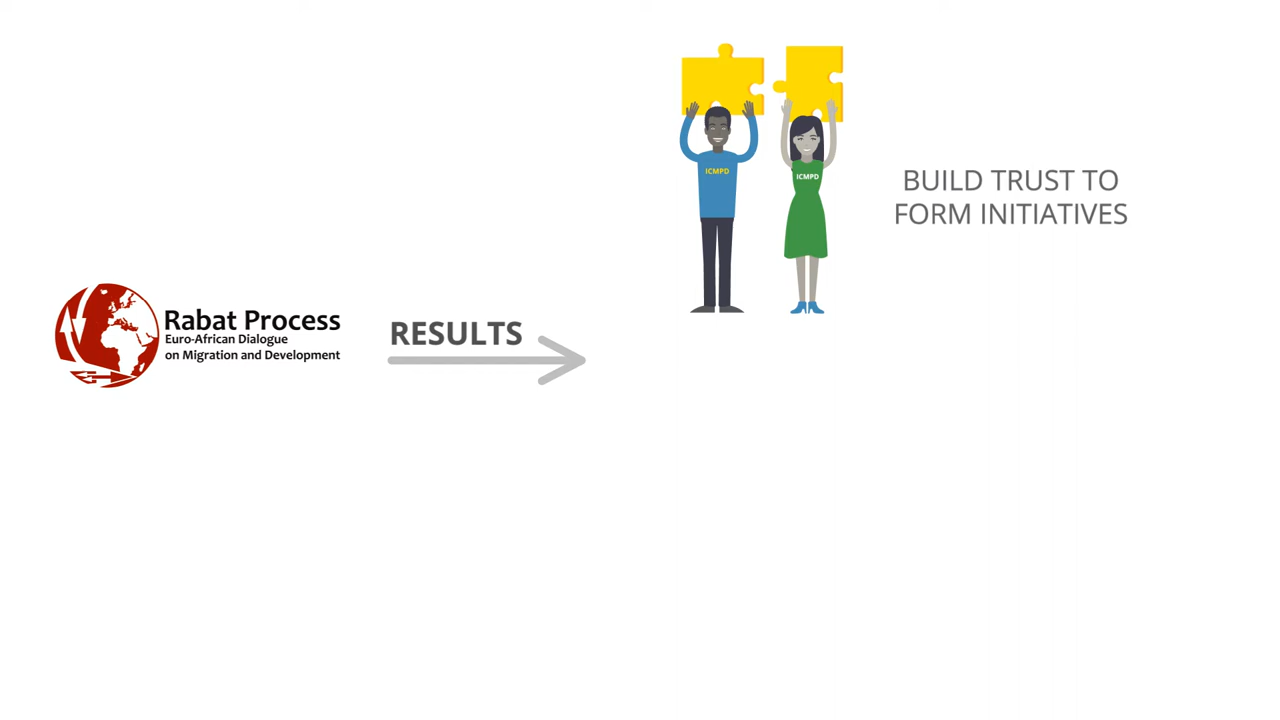 ICMPD
ICMPD
BUILD TRUST TO
FORM INITIATIVES
Rabat Process
Euro-African Dialogue
on Migration and Development
RESULTS